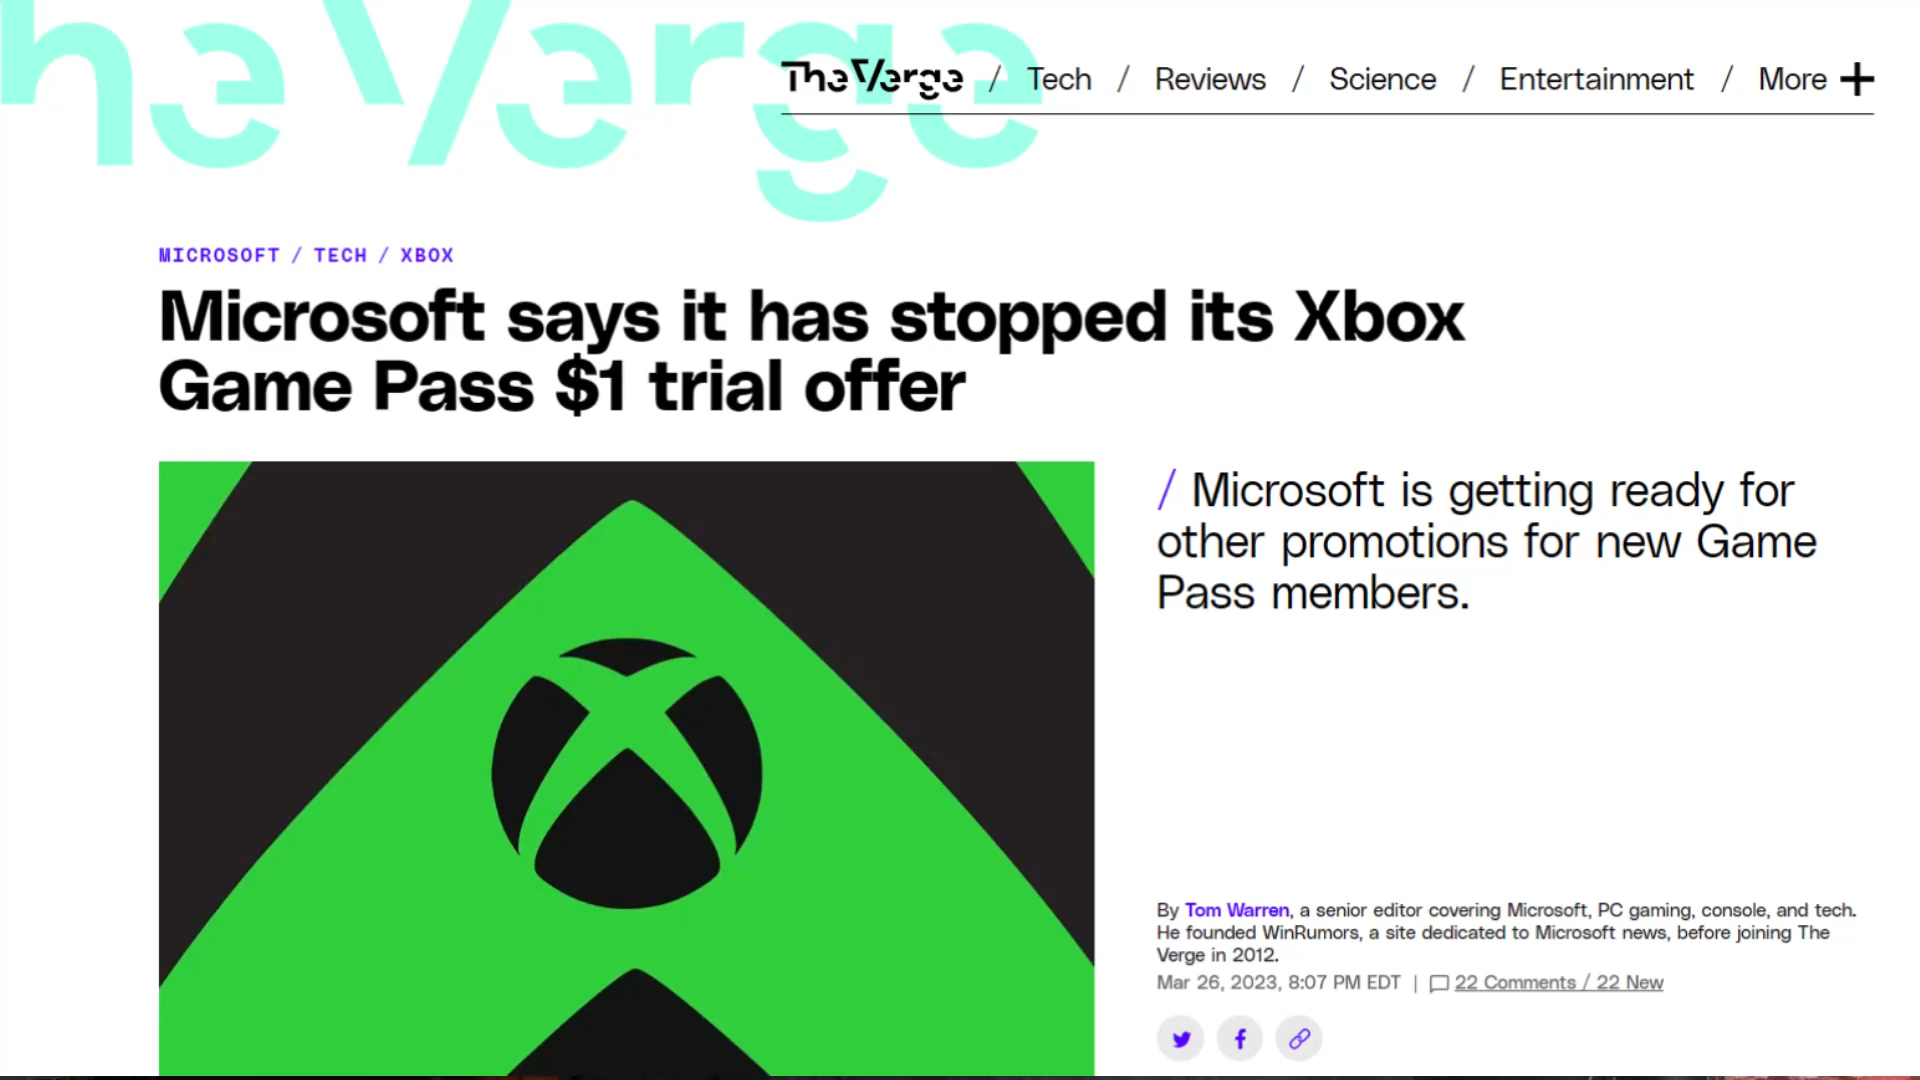 he Verge
The Verge / Tech / Reviews / Science / Entertainment / More +
MICROSOFT / TECH / XBOX
Microsoft says it has stopped its Xbox
Game Pass $1 trial offer
/ Microsoft is getting ready for
other promotions for new Game
Pass members.
By Tom Warren, a senior editor covering Microsoft, PC gaming, console, and tech.
He founded WinRumors, a site dedicated to Microsoft news, before joining The
Verge in 2012.
Mar 26, 2023, 8:07 PM EDT | 22 Comments / 22 New